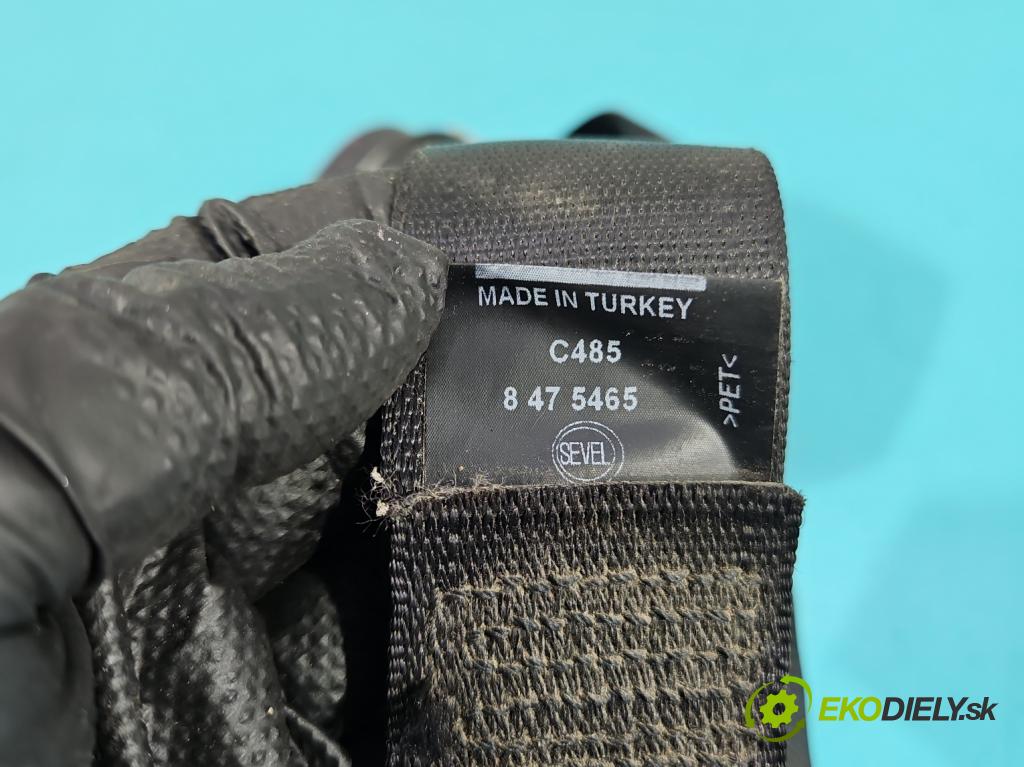 MADE IN TURKEY
C485
8 47 5465
>PET<
SEVEL
EKODIELY.sk